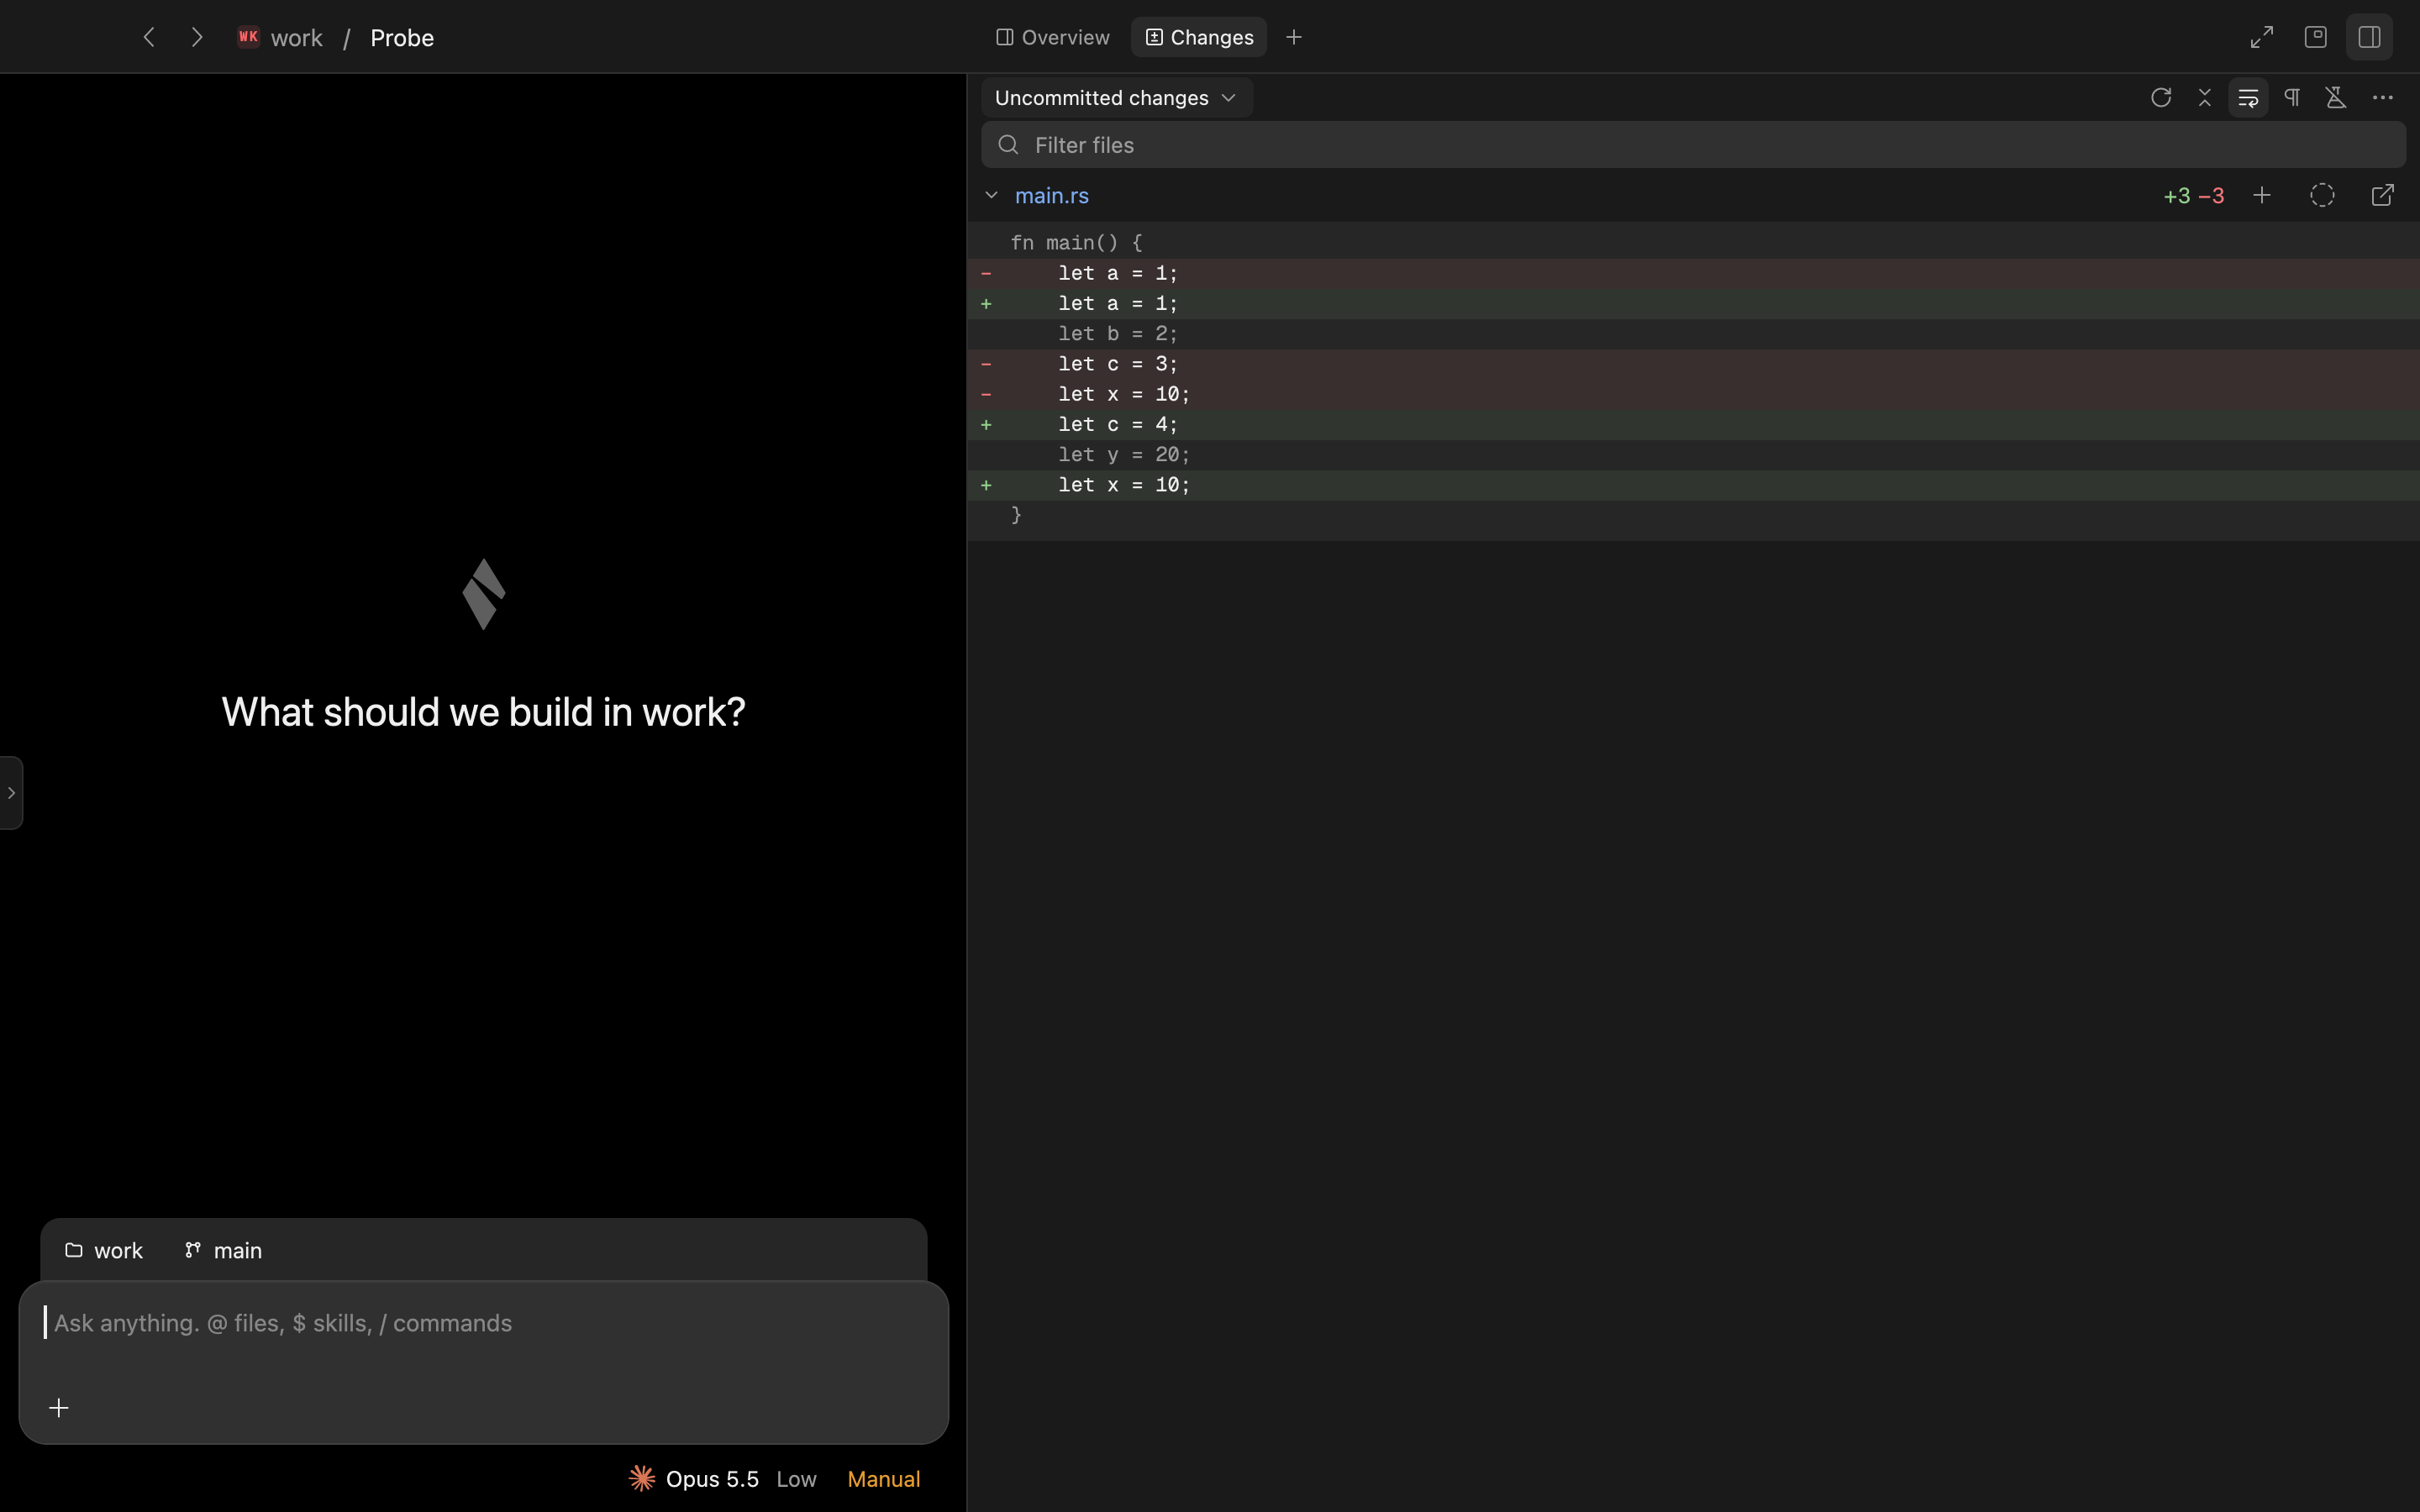 WK work / Probe
Overview
Changes
Uncommitted changes
Filter files
main.rs
+3 −3
fn main() {
−    let a = 1;
+    let a = 1;
    let b = 2;
−    let c = 3;
−    let x = 10;
+    let c = 4;
    let y = 20;
+    let x = 10;
}
What should we build in work?
work
main
Ask anything. @ files, $ skills, / commands
Opus 5.5 Low Manual